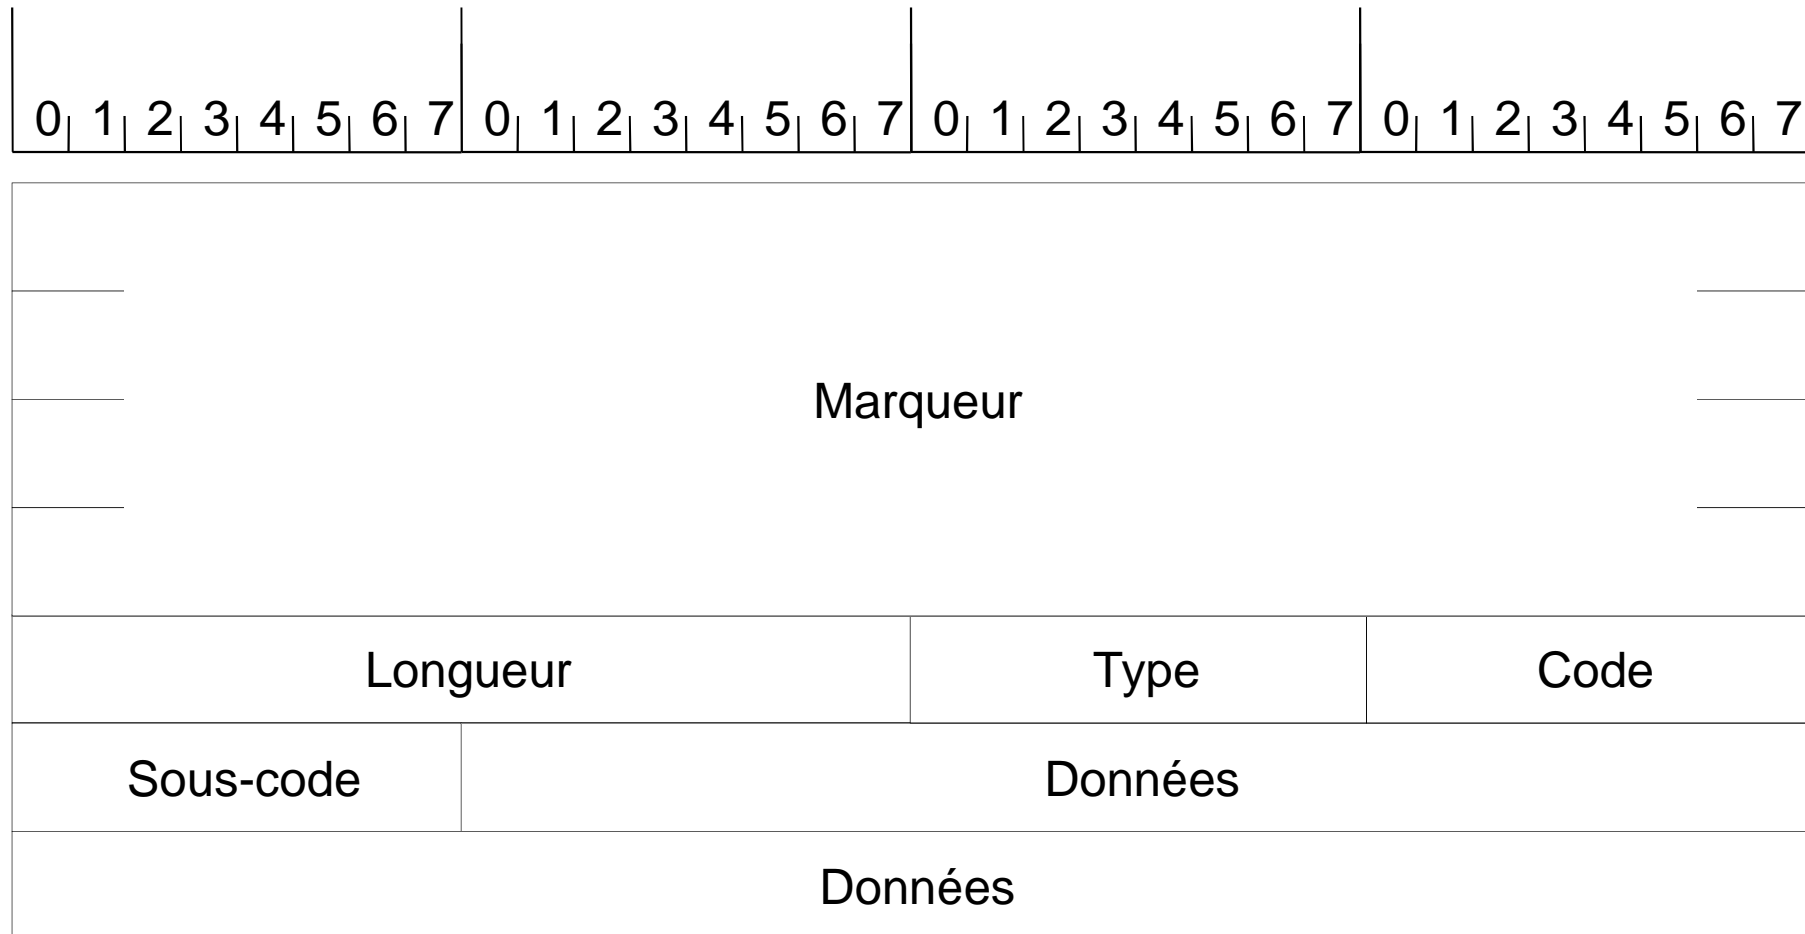 0 1 2 3 4 5 6 7 0 1 2 3 4 5 6 7 0 1 2 3 4 5 6 7 0 1 2 3 4 5 6 7
Marqueur
Longueur Type Code
Sous-code Données
Données